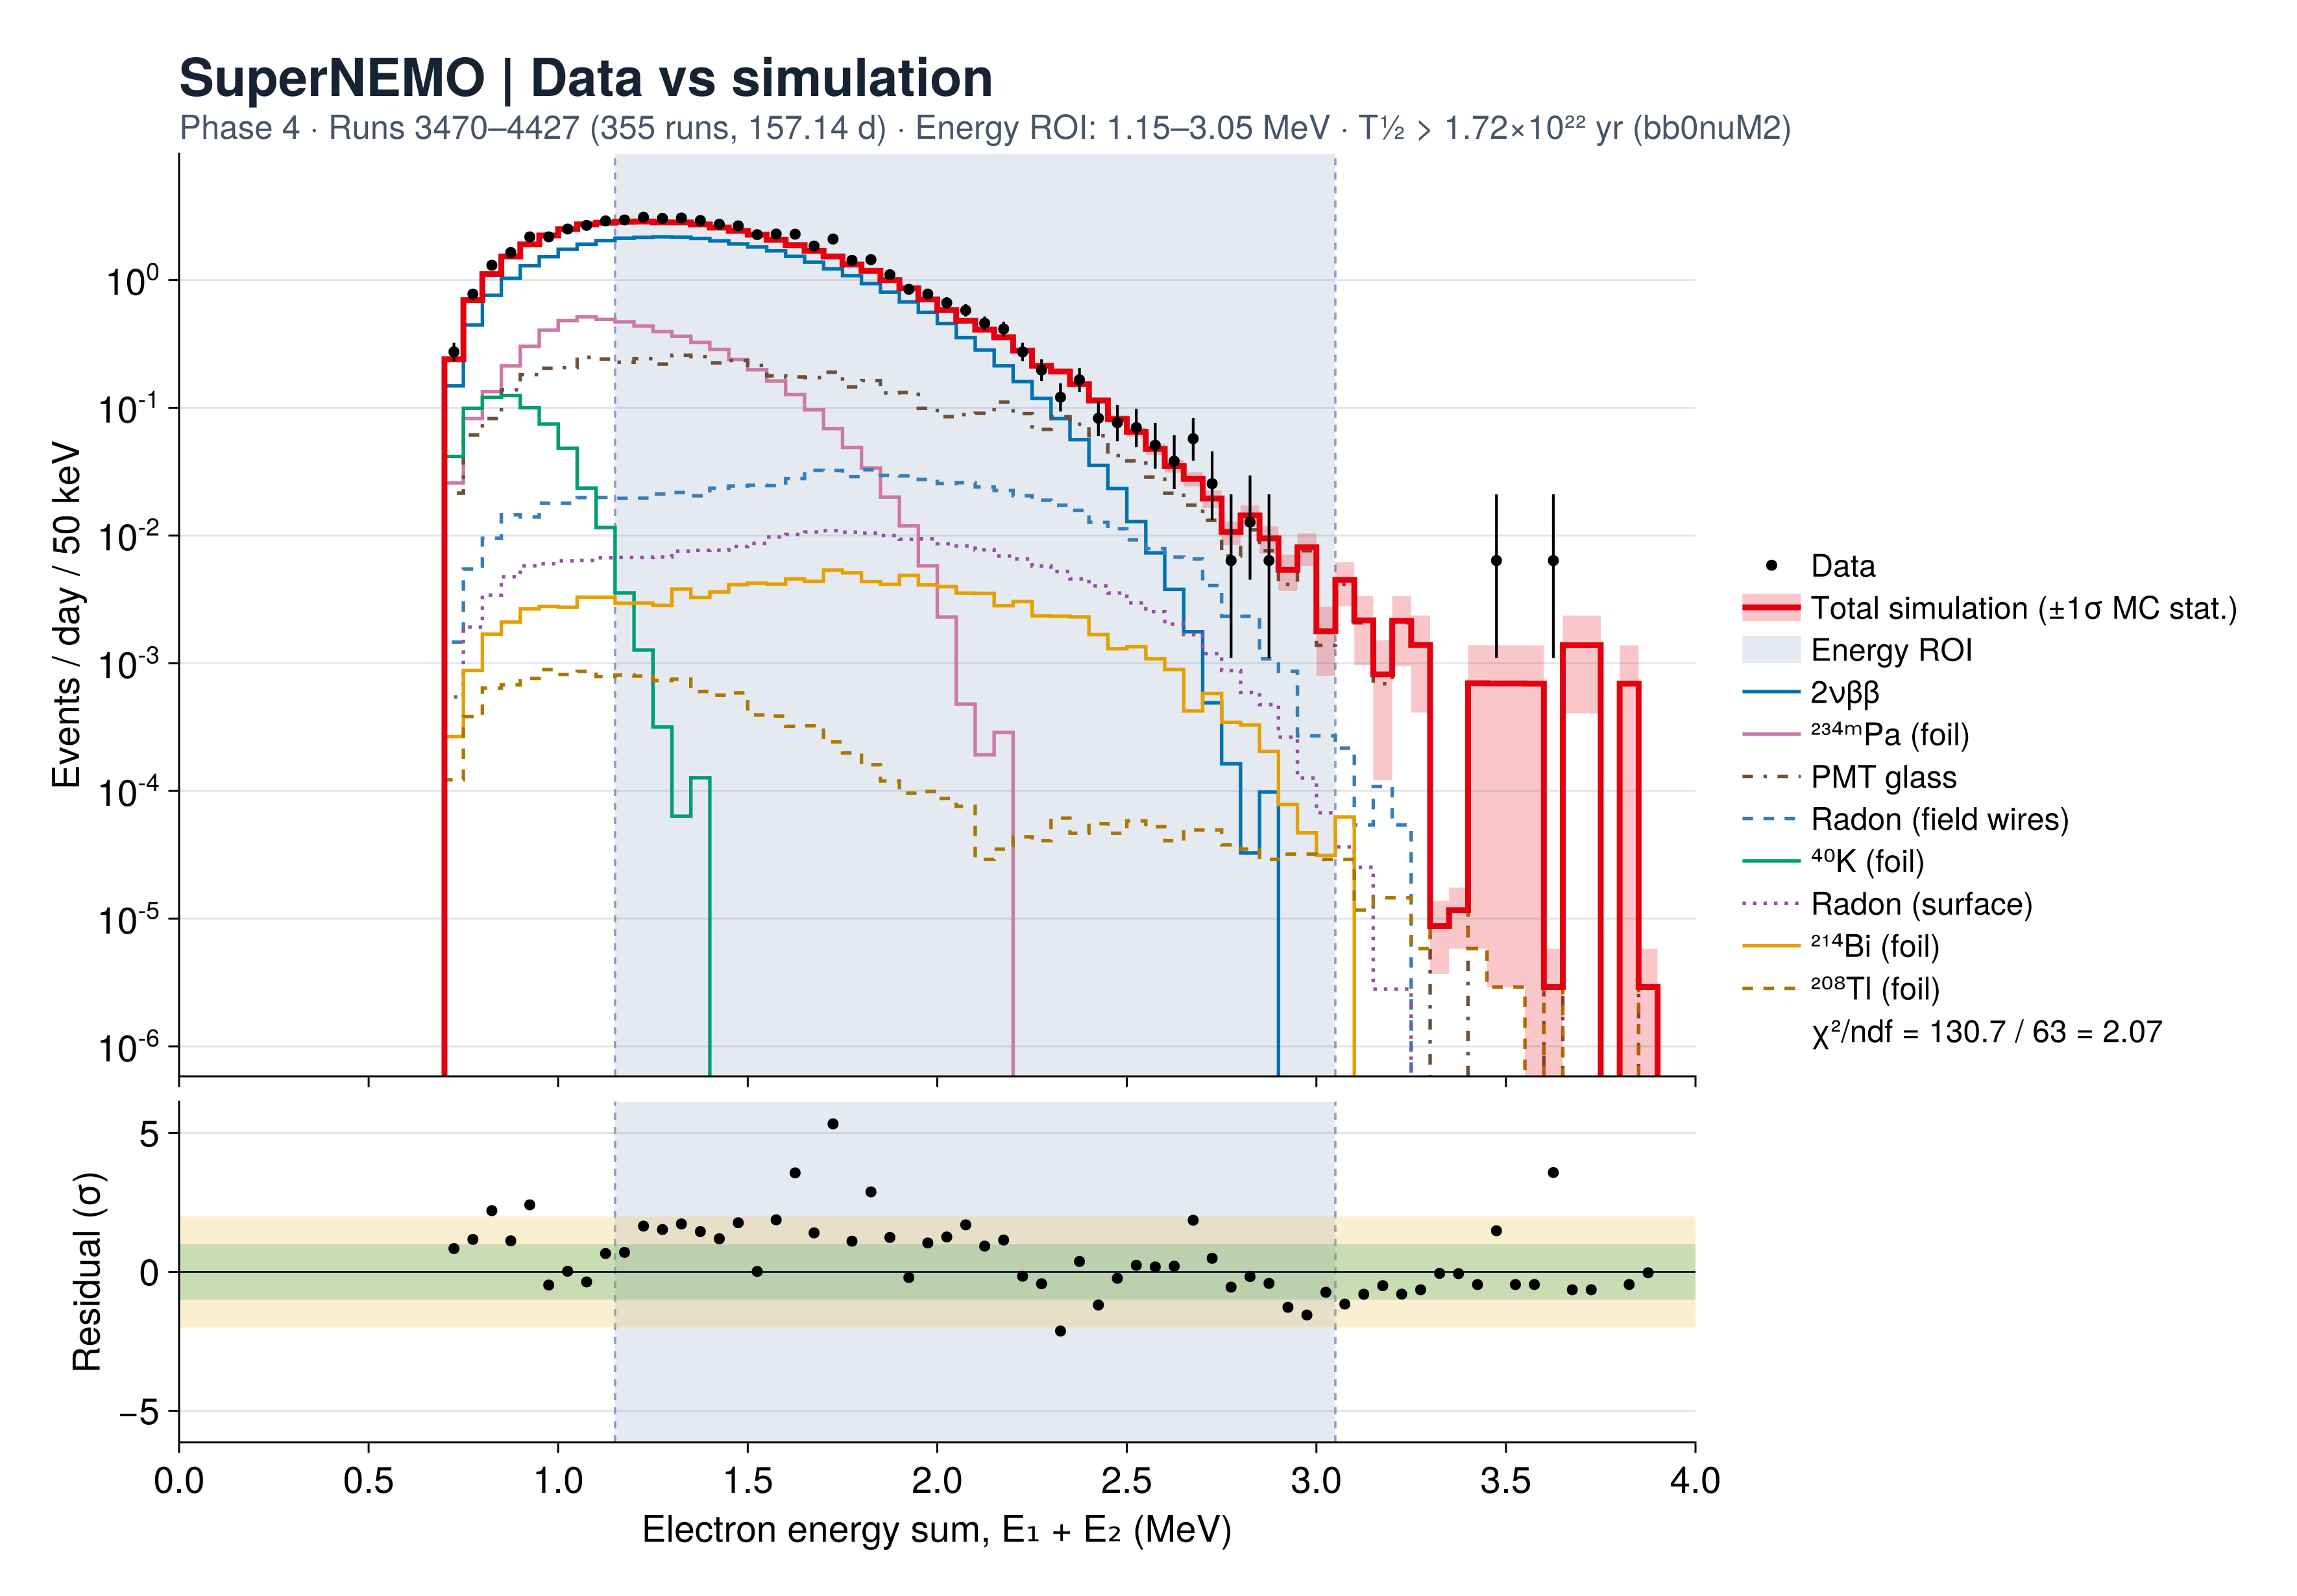 SuperNEMO | Data vs simulation
Phase 4 · Runs 3470–4427 (355 runs, 157.14 d) · Energy ROI: 1.15–3.05 MeV · T½ > 1.72×10²² yr (bb0nuM2)
Events / day / 50 keV
10⁰
10⁻¹
10⁻²
10⁻³
10⁻⁴
10⁻⁵
10⁻⁶
Data
Total simulation (±1σ MC stat.)
Energy ROI
2νββ
²³⁴ᵐPa (foil)
PMT glass
Radon (field wires)
⁴⁰K (foil)
Radon (surface)
²¹⁴Bi (foil)
²⁰⁸Tl (foil)
χ²/ndf = 130.7 / 63 = 2.07
Residual (σ)
5
0
−5
0.0 0.5 1.0 1.5 2.0 2.5 3.0 3.5 4.0
Electron energy sum, E₁ + E₂ (MeV)